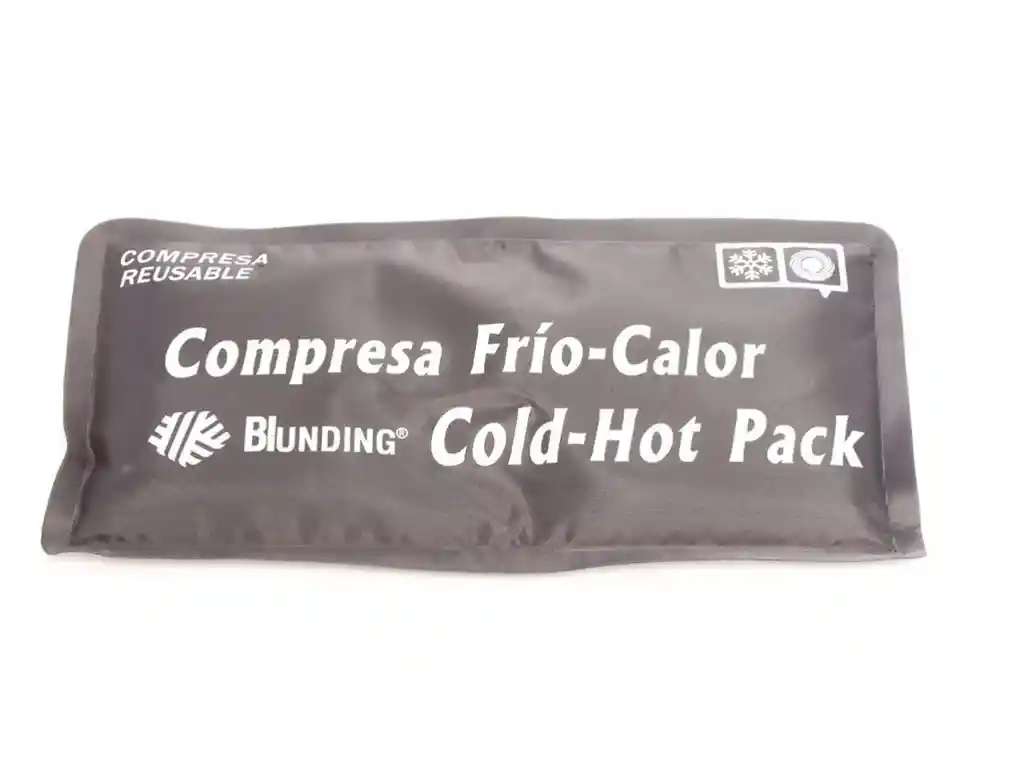 COMPRESA
REUSABLE
Compresa Frío-Calor
BLUNDING® Cold-Hot Pack